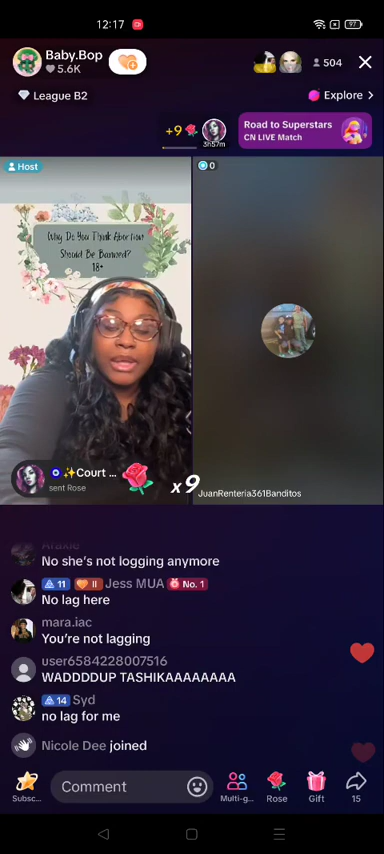 12:17
97
Baby.Bop
5.6K
504
League B2
Explore >
+9
3h57m
Road to Superstars
CN LIVE Match
Host
0
Why Do You Think Abortion
Should Be Banned?
18+
Court ...
sent Rose
x9
JuanRenteria361Banditos
No she's not logging anymore
11 II Jess MUA No. 1
No lag here
mara.iac
You're not lagging
user6584228007516
WADDDDUP TASHIKAAAAAAAA
14 Syd
no lag for me
Nicole Dee joined
Comment
Subsc...
Multi-g...
Rose
Gift
15